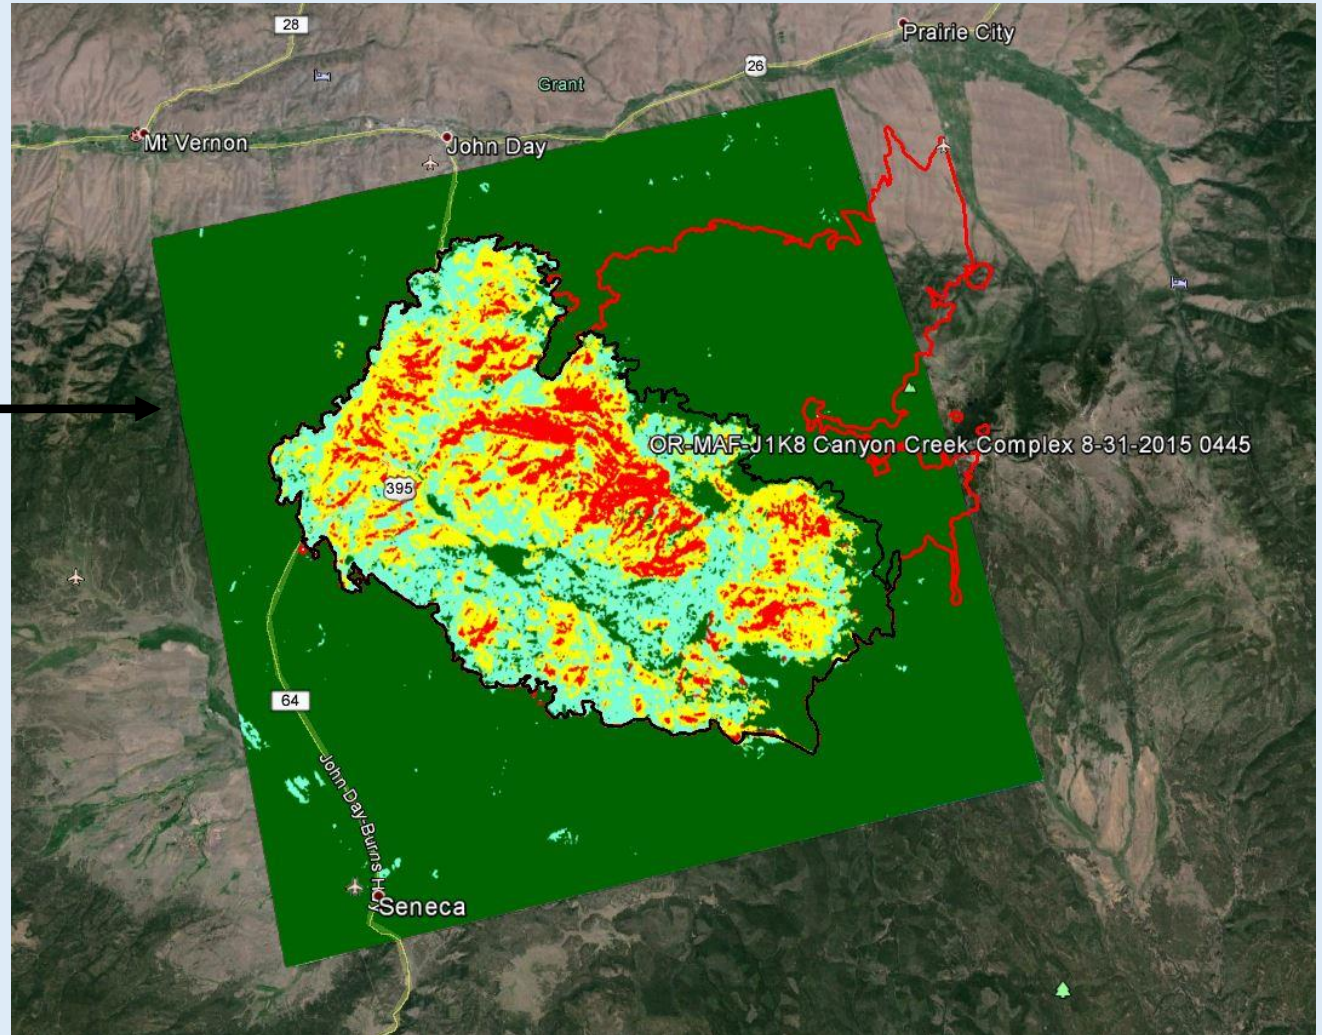 28
Prairie City
26
Grant
Mt Vernon
John Day
OR-MAF-J1K8 Canyon Creek Complex 8-31-2015 0445
395
64
John Day-Burns Hwy
Seneca